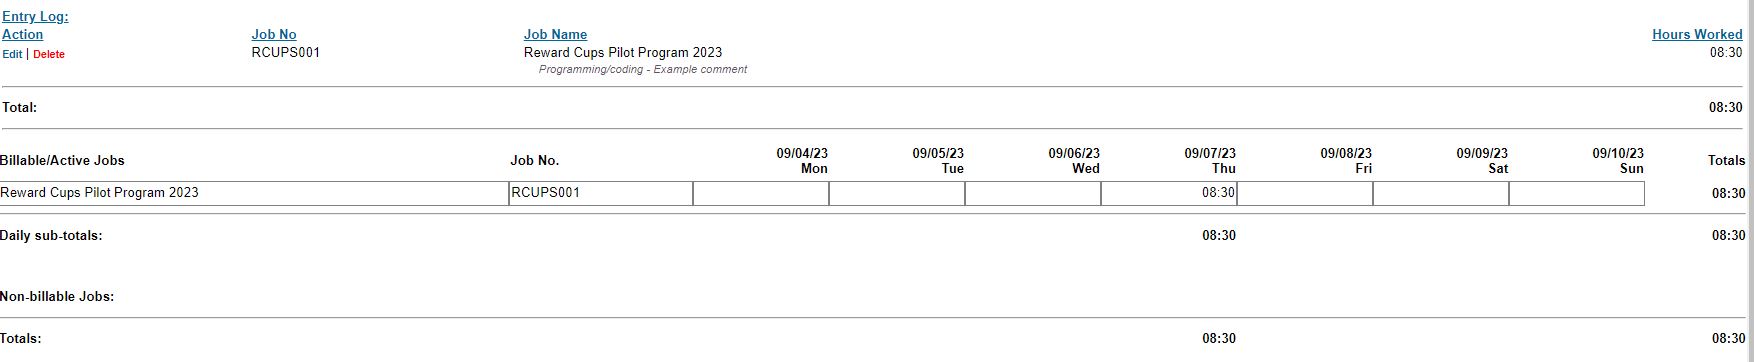 Entry Log:
Action Job No Job Name Hours Worked
Edit | Delete RCUPS001 Reward Cups Pilot Program 2023 08:30
Programming/coding - Example comment
Total: 08:30
09/04/23 09/05/23 09/06/23 09/07/23 09/08/23 09/09/23 09/10/23
Billable/Active Jobs Job No. Mon Tue Wed Thu Fri Sat Sun Totals
Reward Cups Pilot Program 2023 RCUPS001 08:30 08:30
Daily sub-totals: 08:30 08:30
Non-billable Jobs:
Totals: 08:30 08:30